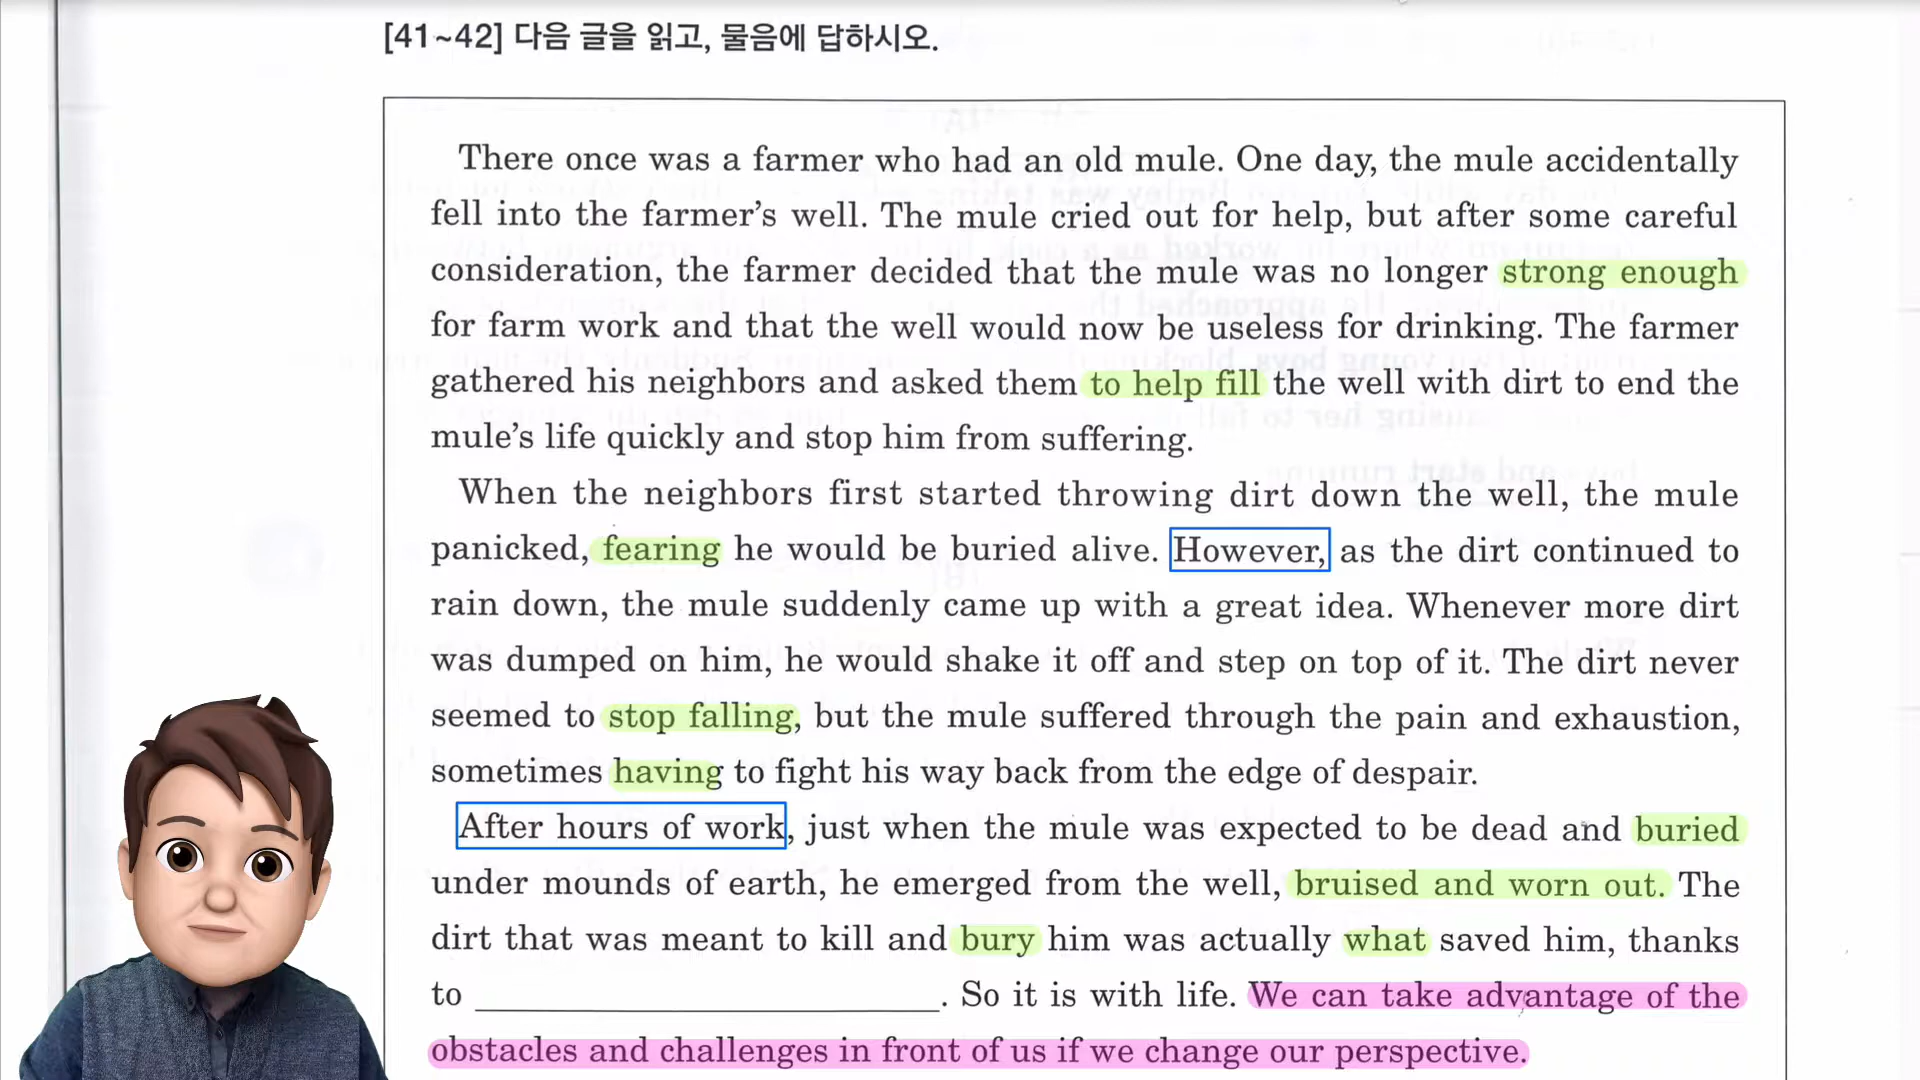 [41~42] 다음 글을 읽고, 물음에 답하시오.
There once was a farmer who had an old mule. One day, the mule accidentally
fell into the farmer's well. The mule cried out for help, but after some careful
consideration, the farmer decided that the mule was no longer strong enough
for farm work and that the well would now be useless for drinking. The farmer
gathered his neighbors and asked them to help fill the well with dirt to end the
mule's life quickly and stop him from suffering.
When the neighbors first started throwing dirt down the well, the mule
panicked, fearing he would be buried alive. However, as the dirt continued to
rain down, the mule suddenly came up with a great idea. Whenever more dirt
was dumped on him, he would shake it off and step on top of it. The dirt never
seemed to stop falling, but the mule suffered through the pain and exhaustion,
sometimes having to fight his way back from the edge of despair.
After hours of work, just when the mule was expected to be dead and buried
under mounds of earth, he emerged from the well, bruised and worn out. The
dirt that was meant to kill and bury him was actually what saved him, thanks
to ______________________. So it is with life. We can take advantage of the
obstacles and challenges in front of us if we change our perspective.